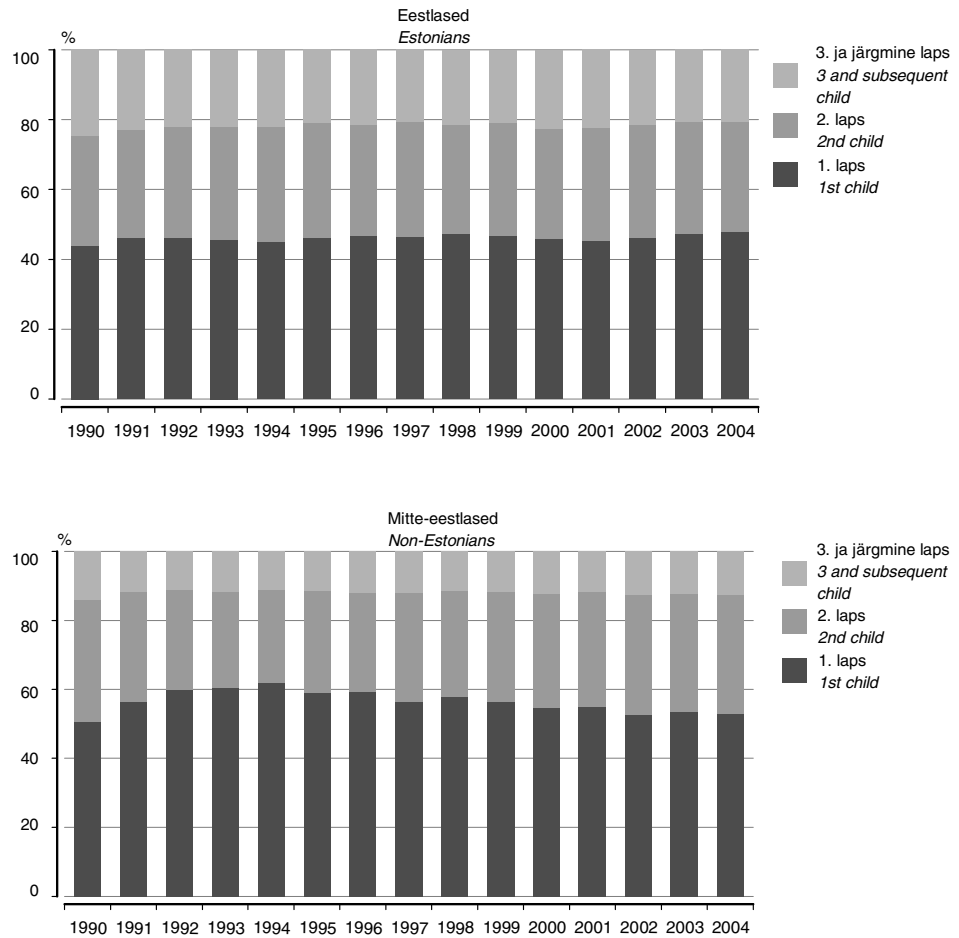 Eestlased
Estonians
%
100
80
60
40
20
0
1990 1991 1992 1993 1994 1995 1996 1997 1998 1999 2000 2001 2002 2003 2004
3. ja järgmine laps
3 and subsequent
child
2. laps
2nd child
1. laps
1st child
Mitte-eestlased
Non-Estonians
%
100
80
60
40
20
0
1990 1991 1992 1993 1994 1995 1996 1997 1998 1999 2000 2001 2002 2003 2004
3. ja järgmine laps
3 and subsequent
child
2. laps
2nd child
1. laps
1st child